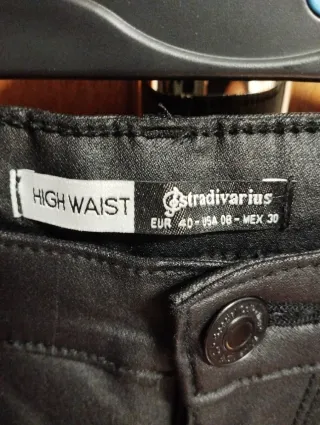 HIGH WAIST
stradivarius
EUR 40 - USA 08 - MEX 30